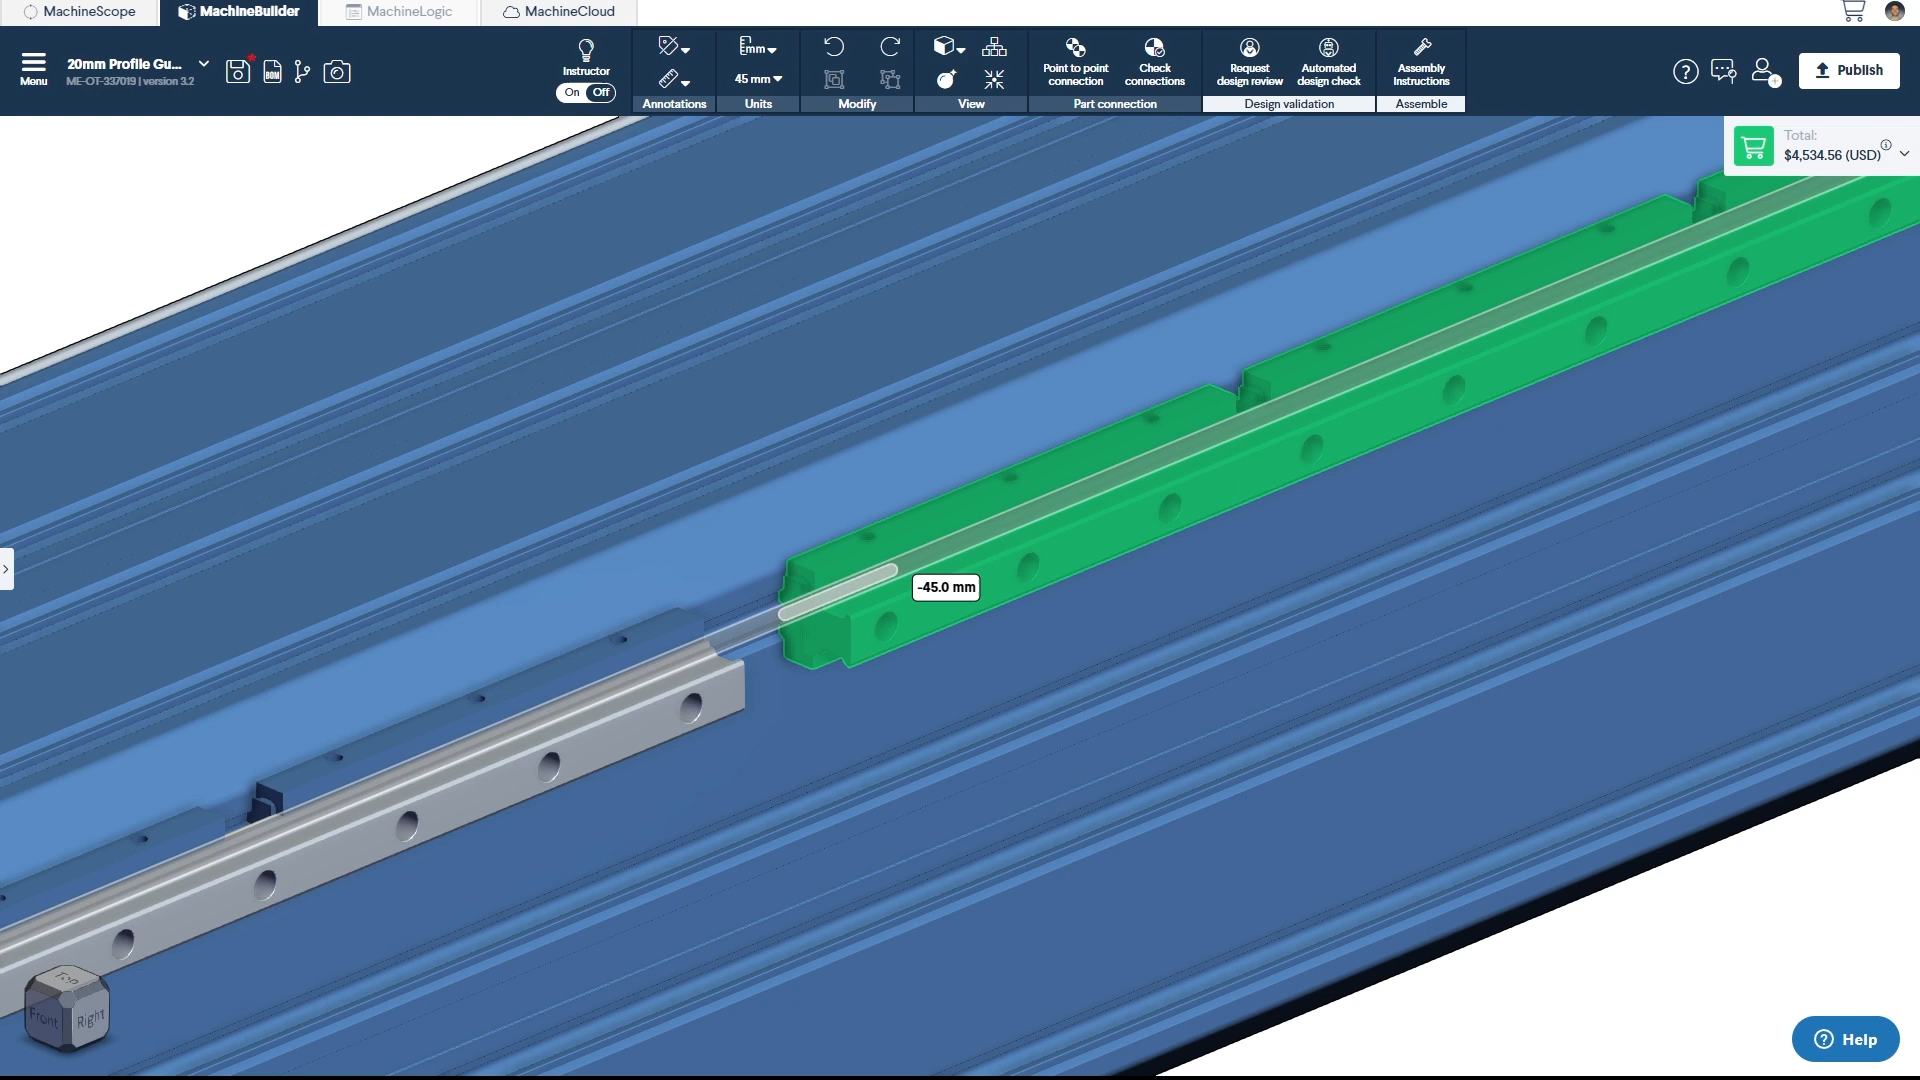 MachineScope
MachineBuilder
MachineLogic
MachineCloud
Menu
20mm Profile Gu...
ME-OT-337019 | version 3.2
BOM
Instructor
On Off
mm
45 mm
Annotations
Units
Modify
View
Point to point
connection
Check
connections
Part connection
Request
design review
Automated
design check
Design validation
Assembly
Instructions
Assemble
?
Publish
Total:
$4,534.56 (USD)
-45.0 mm
Top
Front
Right
? Help